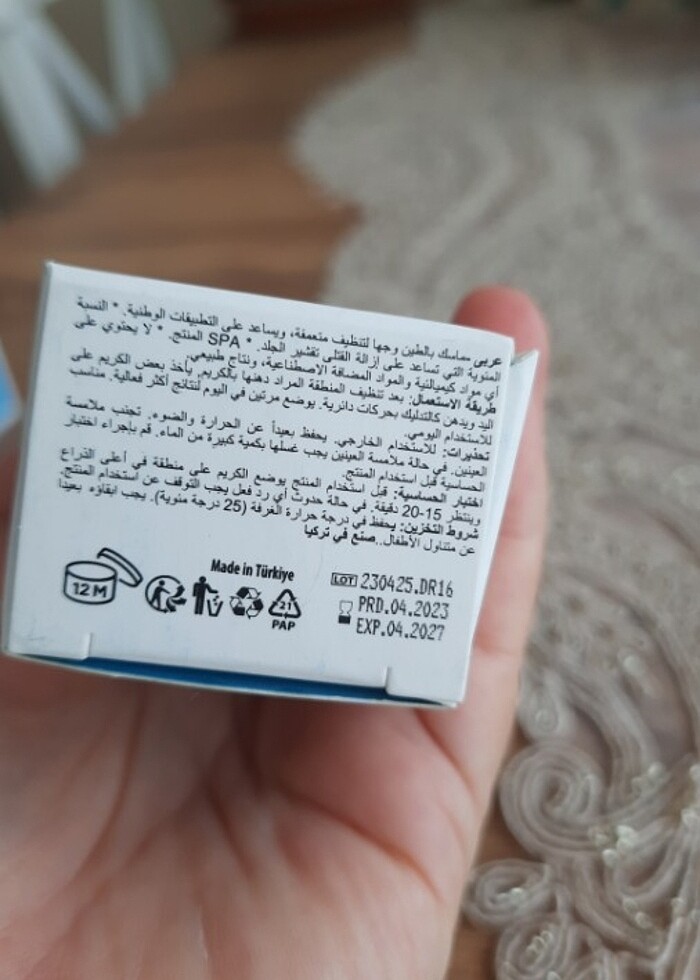 عربي مماسك بالطين وجها لتنظيف متعمقة، ويساعد على التطبيقات الوطنية. * النسبة
المئوية التي تساعد على إزالة القتلى تقشير الجلد. * SPA المنتج. * لا يحتوي على
أي مواد كيميائية والمواد المضافة الاصطناعية، ونتاج طبيعي.
طريقة الاستعمال: بعد تنظيف المنطقة المراد دهنها بالكريم. يأخذ بعض الكريم على
اليد ويدهن كالتدليك بحركات دائرية. يوضع مرتين في اليوم لنتائج أكثر فعالية. مناسب
للاستخدام اليومي.
تحذيرات: للاستخدام الخارجي. يحفظ بعيداً عن الحرارة والضوء. تجنب ملامسة
العينين. في حالة ملامسة العينين يجب غسلها بكمية كبيرة من الماء. قم بإجراء اختبار
الحساسية قبل استخدام المنتج.
اختبار الحساسية: قبل استخدام المنتج يوضع الكريم على منطقة في أعلى الذراع
وينتظر 15-20 دقيقة. في حالة حدوث أي رد فعل يجب التوقف عن استخدام المنتج.
شروط التخزين: يحفظ في درجة حرارة الغرفة (25 درجة مئوية). يجب ابقاؤه بعيدا
عن متناول الأطفال..صنع في تركيا
Made in Türkiye
12 M
21
PAP
LOT 230425.DR16
PRD.04.2023
EXP.04.2027